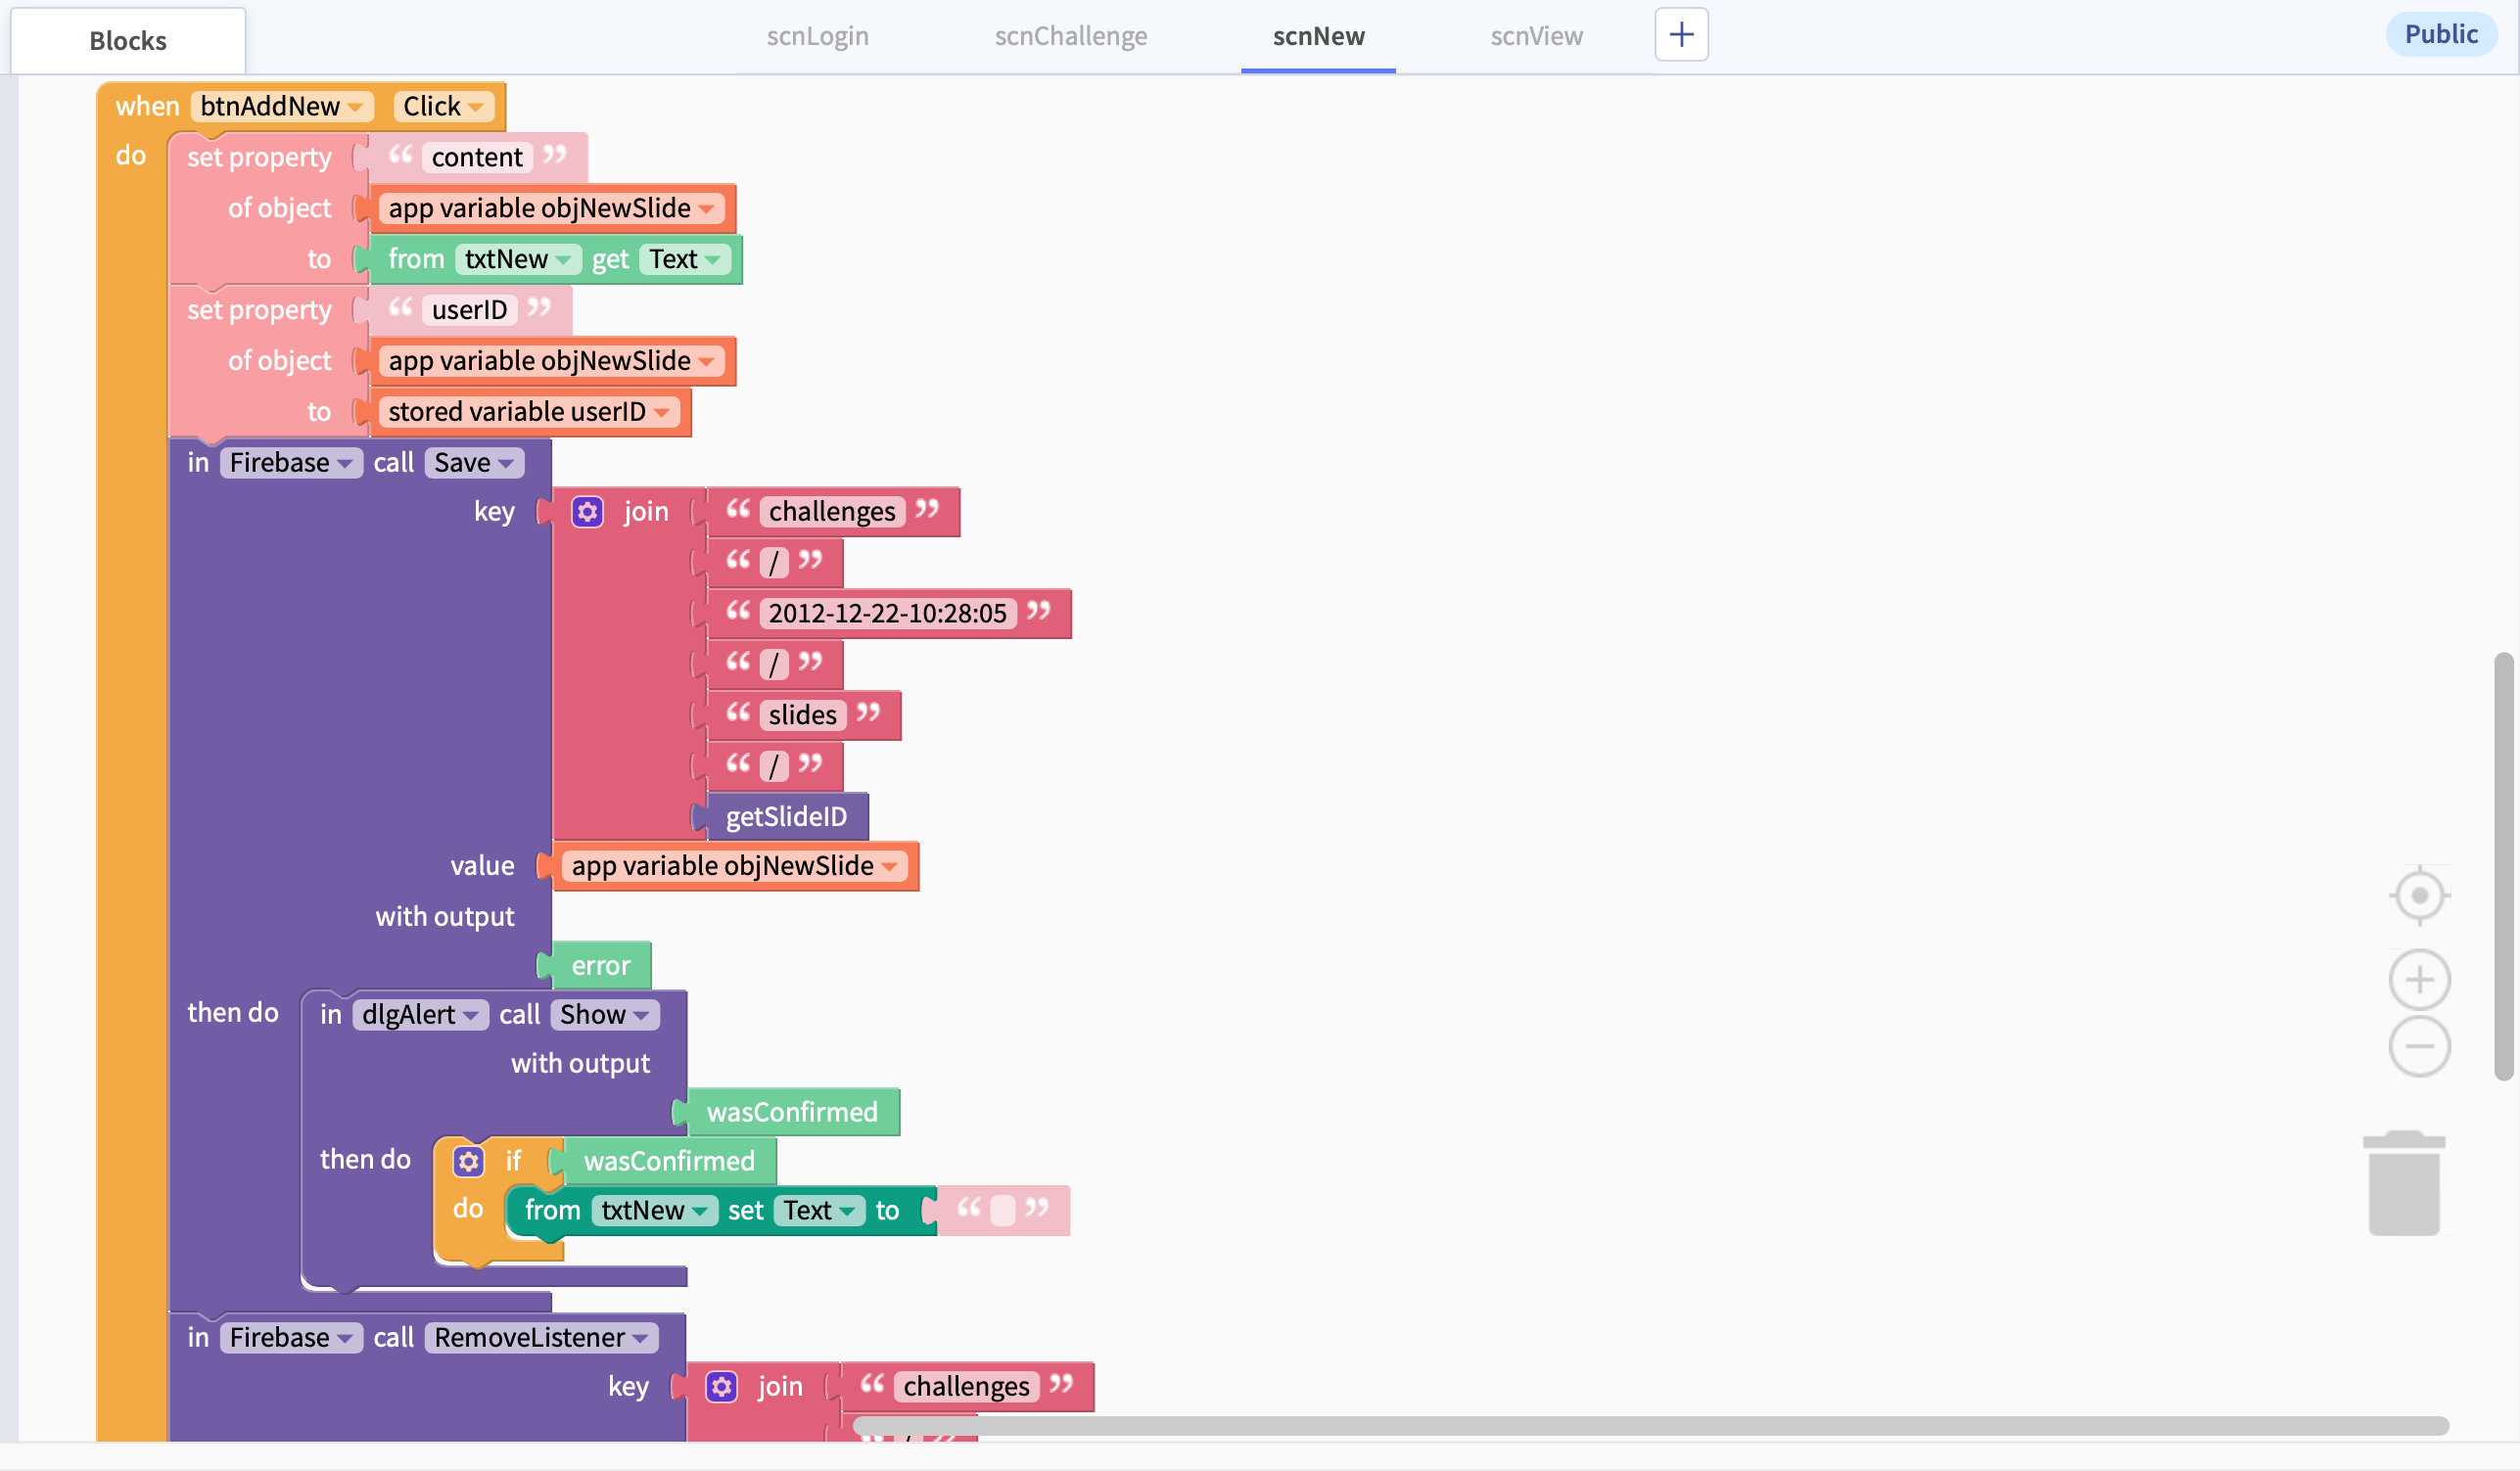 Blocks
scnLogin scnChallenge scnNew scnView + Public
when btnAddNew Click
do set property “ content ”
of object app variable objNewSlide
to from txtNew get Text
set property “ userID ”
of object app variable objNewSlide
to stored variable userID
in Firebase call Save
key join “ challenges ”
“ / ”
“ 2012-12-22-10:28:05 ”
“ / ”
“ slides ”
“ / ”
getSlideID
value app variable objNewSlide
with output
error
then do in dlgAlert call Show
with output
wasConfirmed
then do if wasConfirmed
do from txtNew set Text to “ ”
in Firebase call RemoveListener
key join “ challenges ”